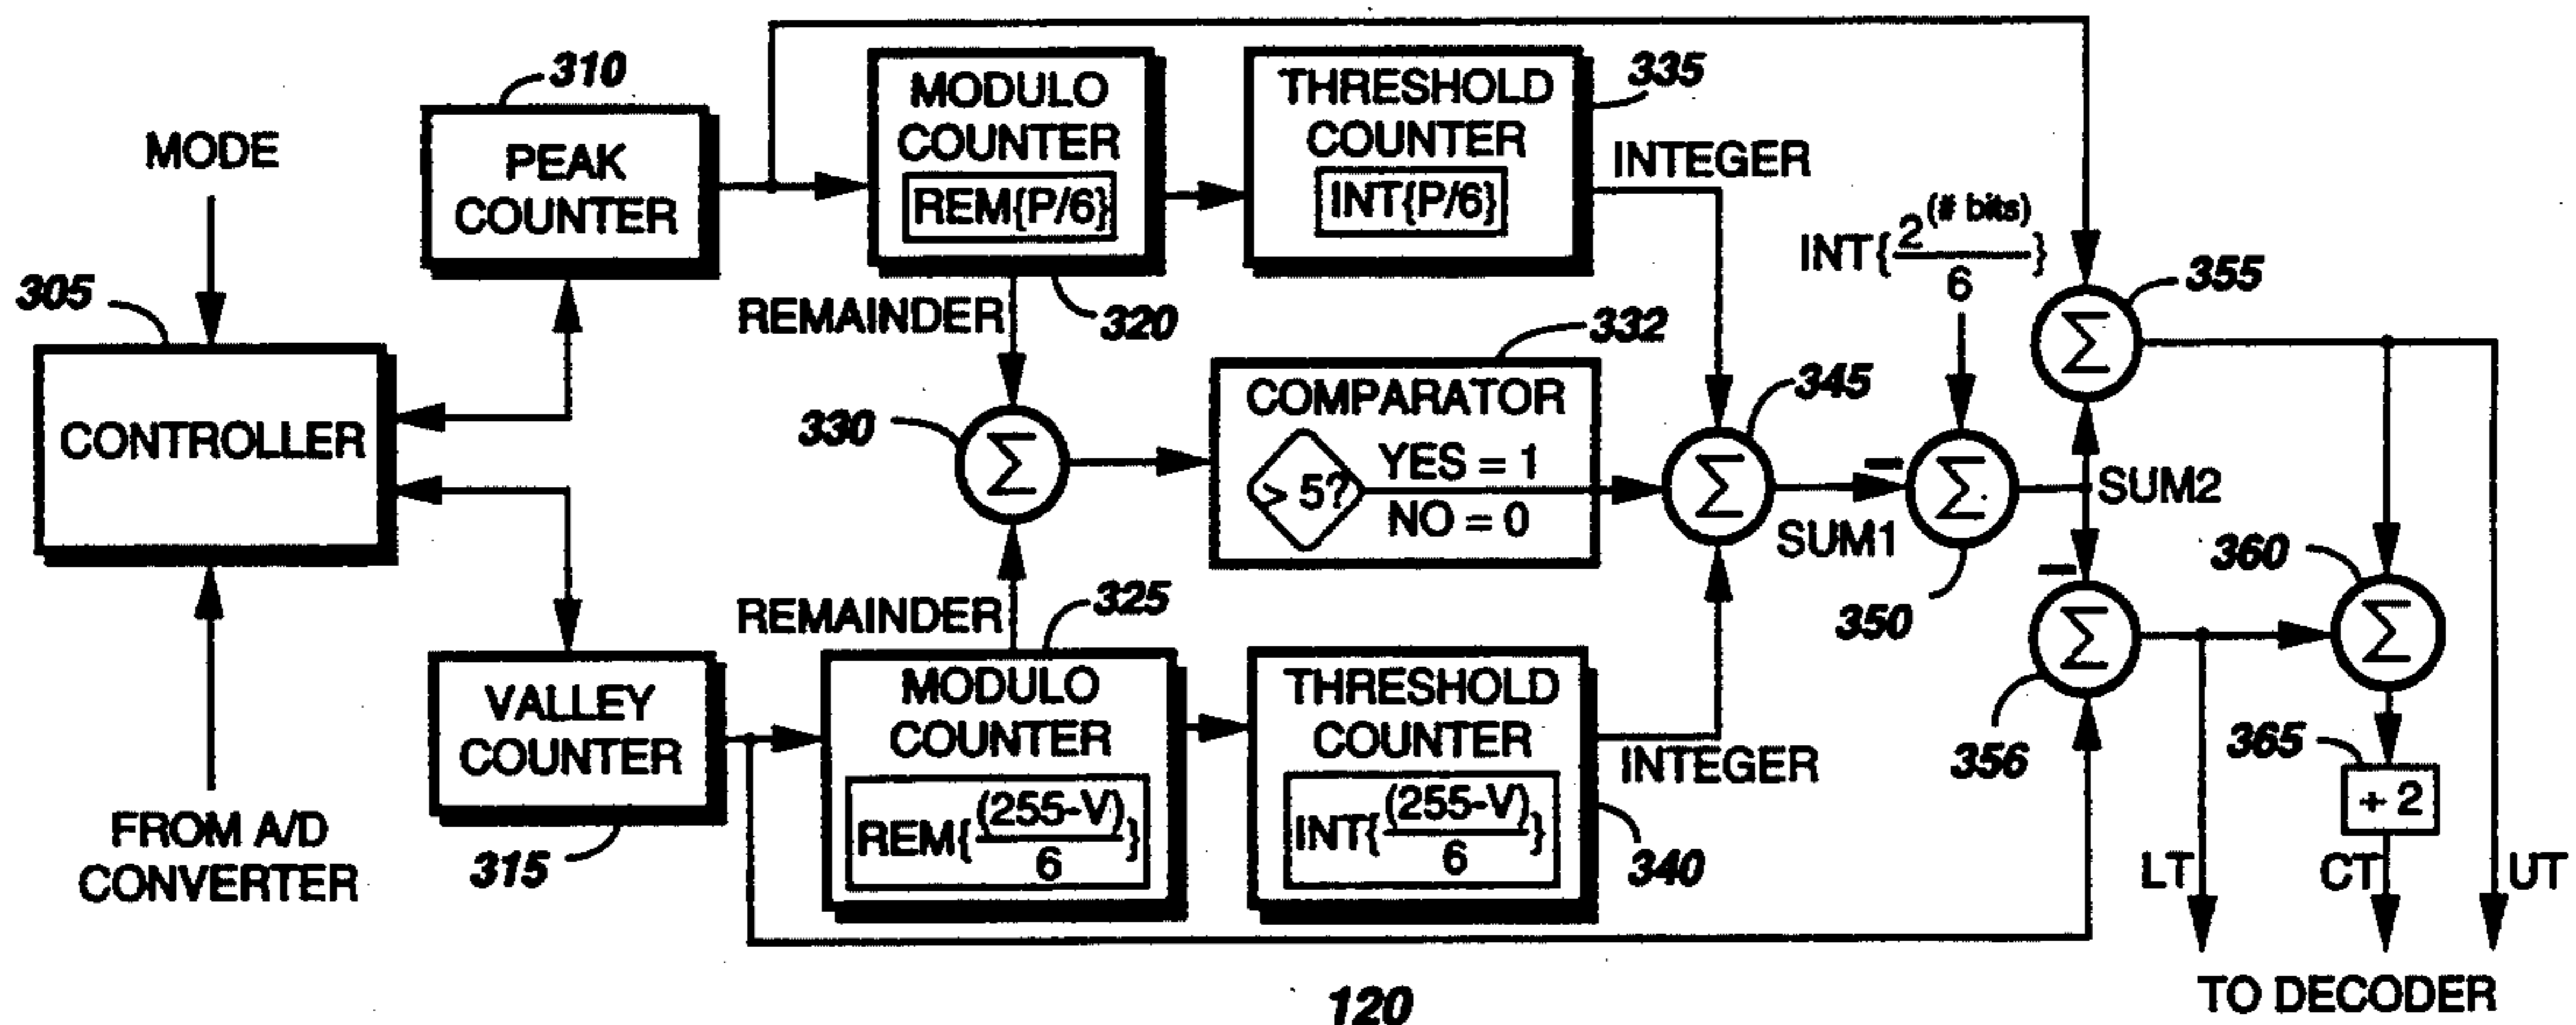 310
MODE
305
CONTROLLER
FROM A/D
CONVERTER
PEAK
COUNTER
VALLEY
COUNTER
315
MODULO
COUNTER
REM{P/6}
REMAINDER
320
THRESHOLD
COUNTER
INT{P/6}
335
INTEGER
330
332
COMPARATOR
> 5?
YES = 1
NO = 0
345
SUM1
Σ
Σ
REMAINDER
325
MODULO
COUNTER
REM{(255-V)
6}
THRESHOLD
COUNTER
INT{(255-V)
6}
340
INTEGER
INT{2(# bits)
6}
Σ
350
SUM2
Σ
355
Σ
356
360
Σ
365
÷ 2
LT
CT
UT
TO DECODER
120